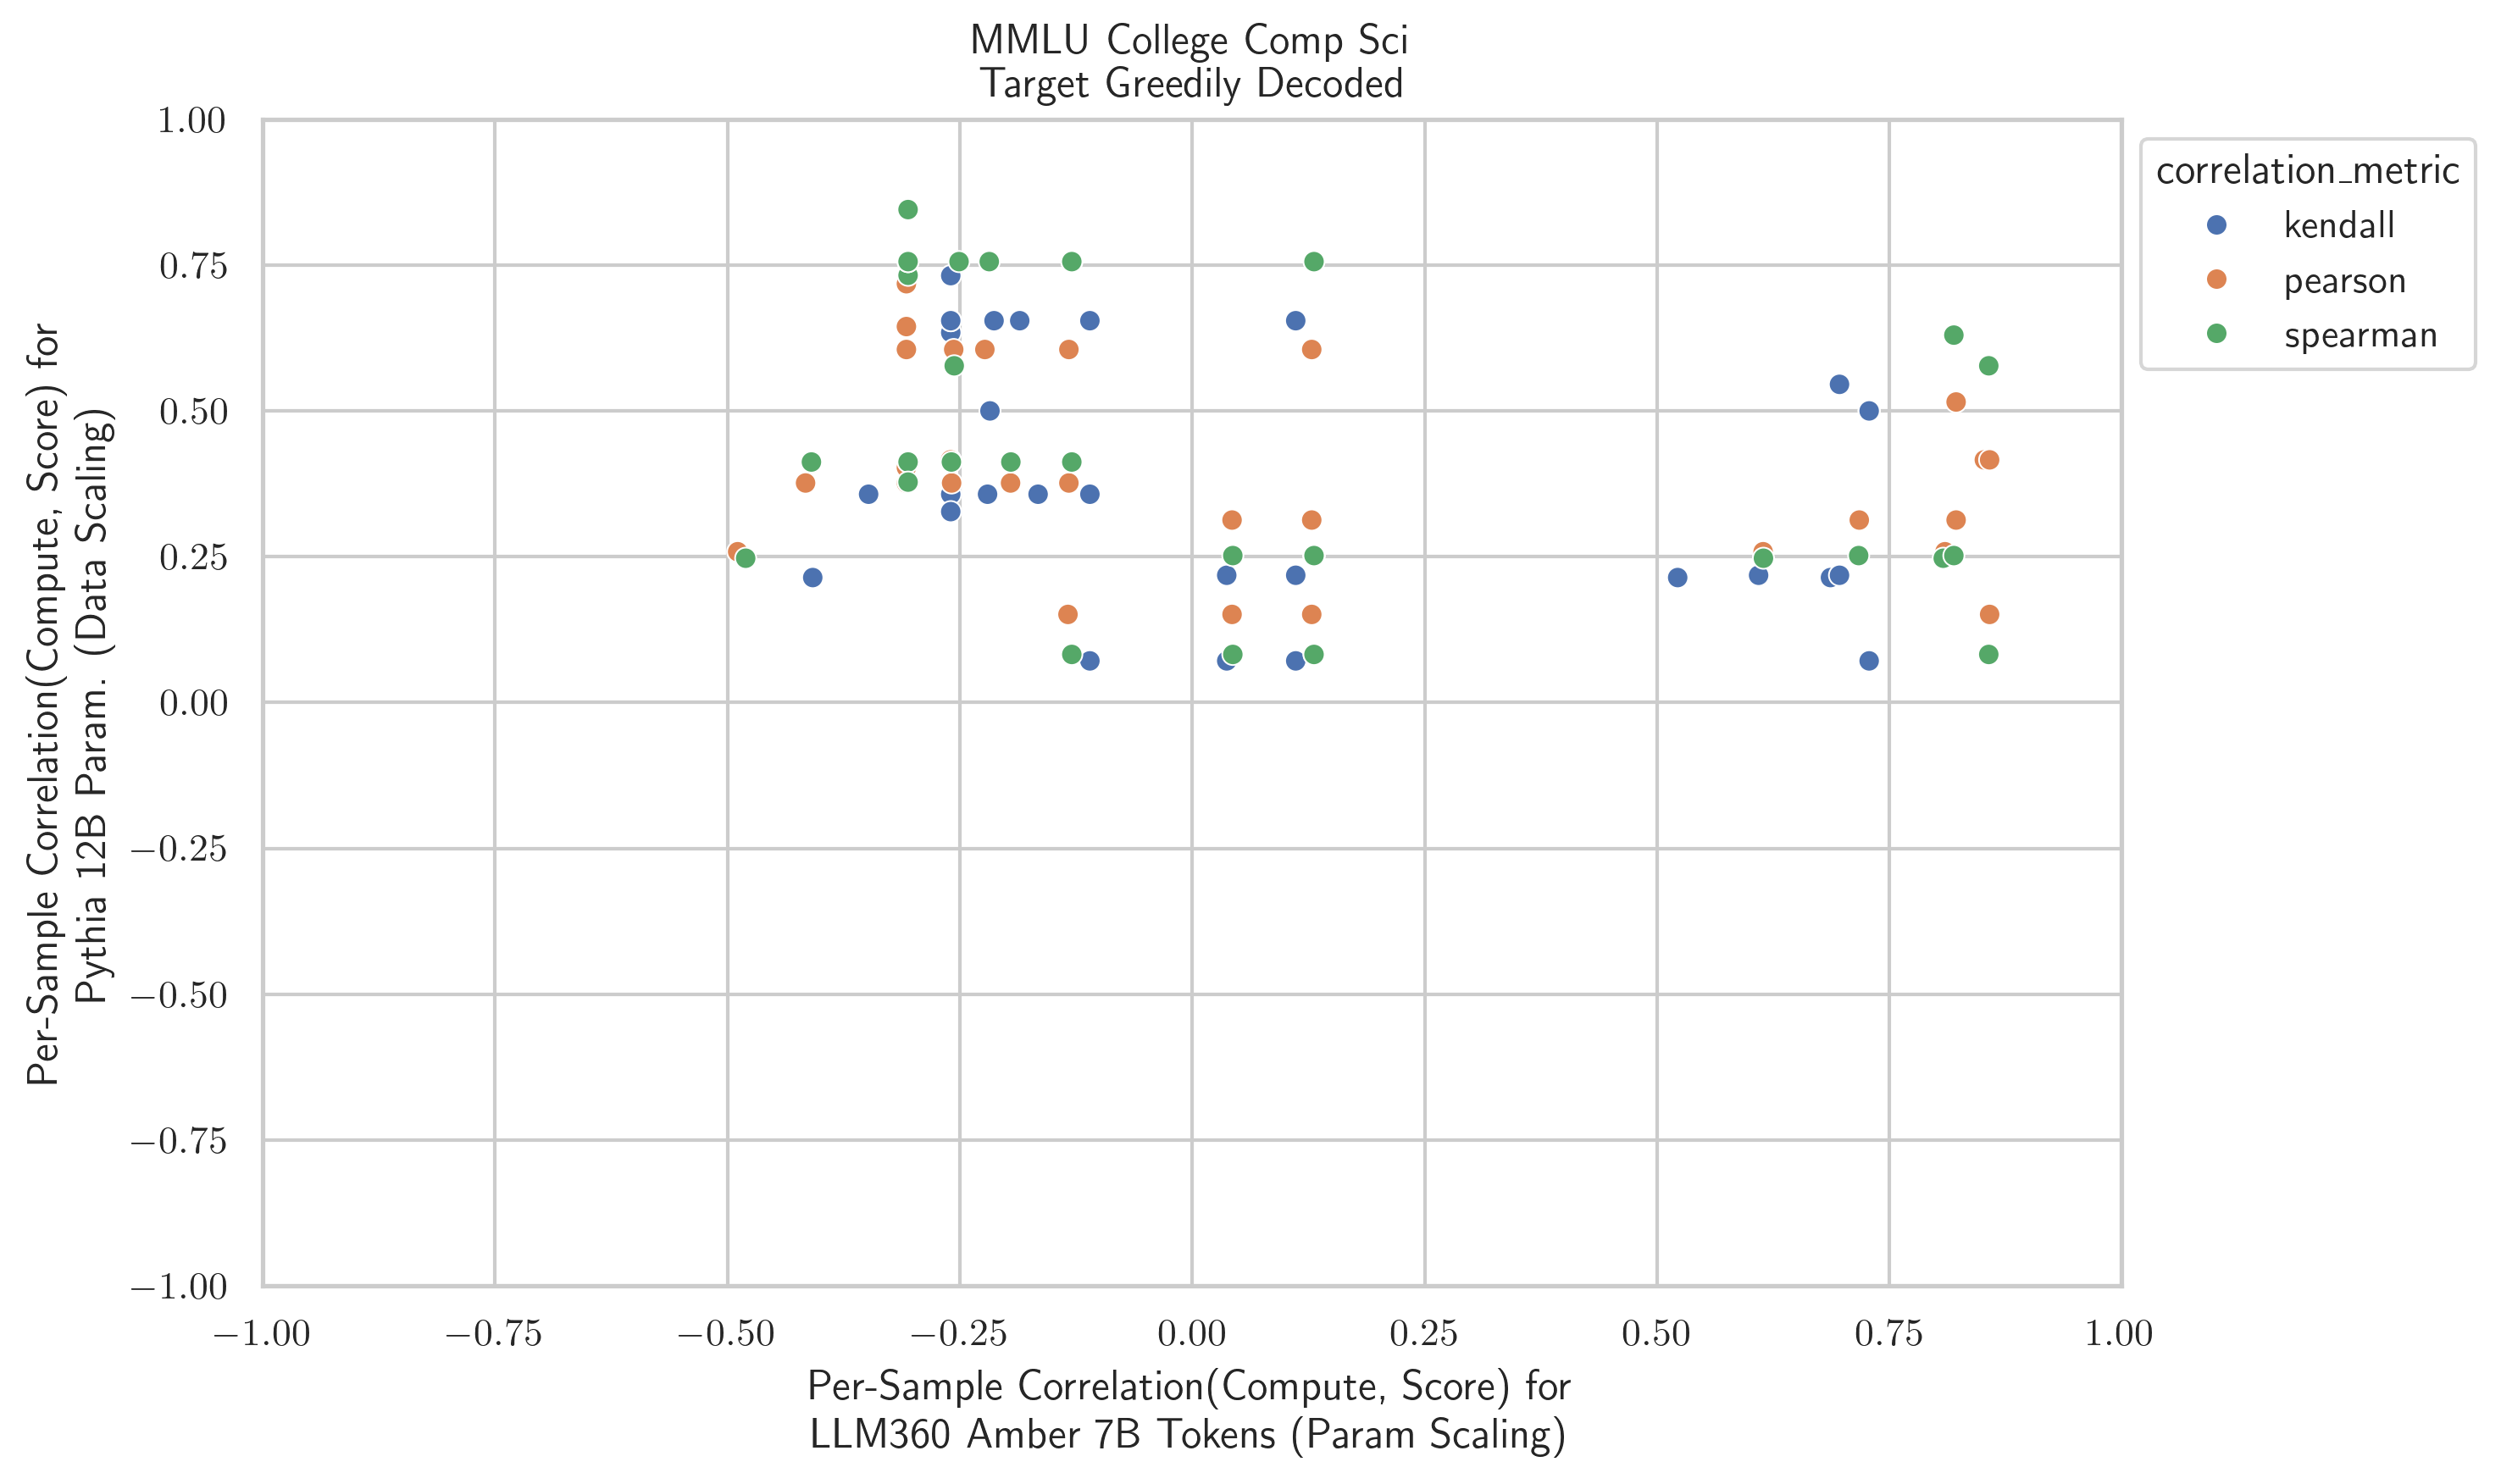 MMLU College Comp Sci
Target Greedily Decoded
Per-Sample Correlation(Compute, Score) for
Pythia 12B Param. (Data Scaling)
1.00
0.75
0.50
0.25
0.00
−0.25
−0.50
−0.75
−1.00
−1.00
−0.75
−0.50
−0.25
0.00
0.25
0.50
0.75
1.00
Per-Sample Correlation(Compute, Score) for
LLM360 Amber 7B Tokens (Param Scaling)
correlation_metric
kendall
pearson
spearman